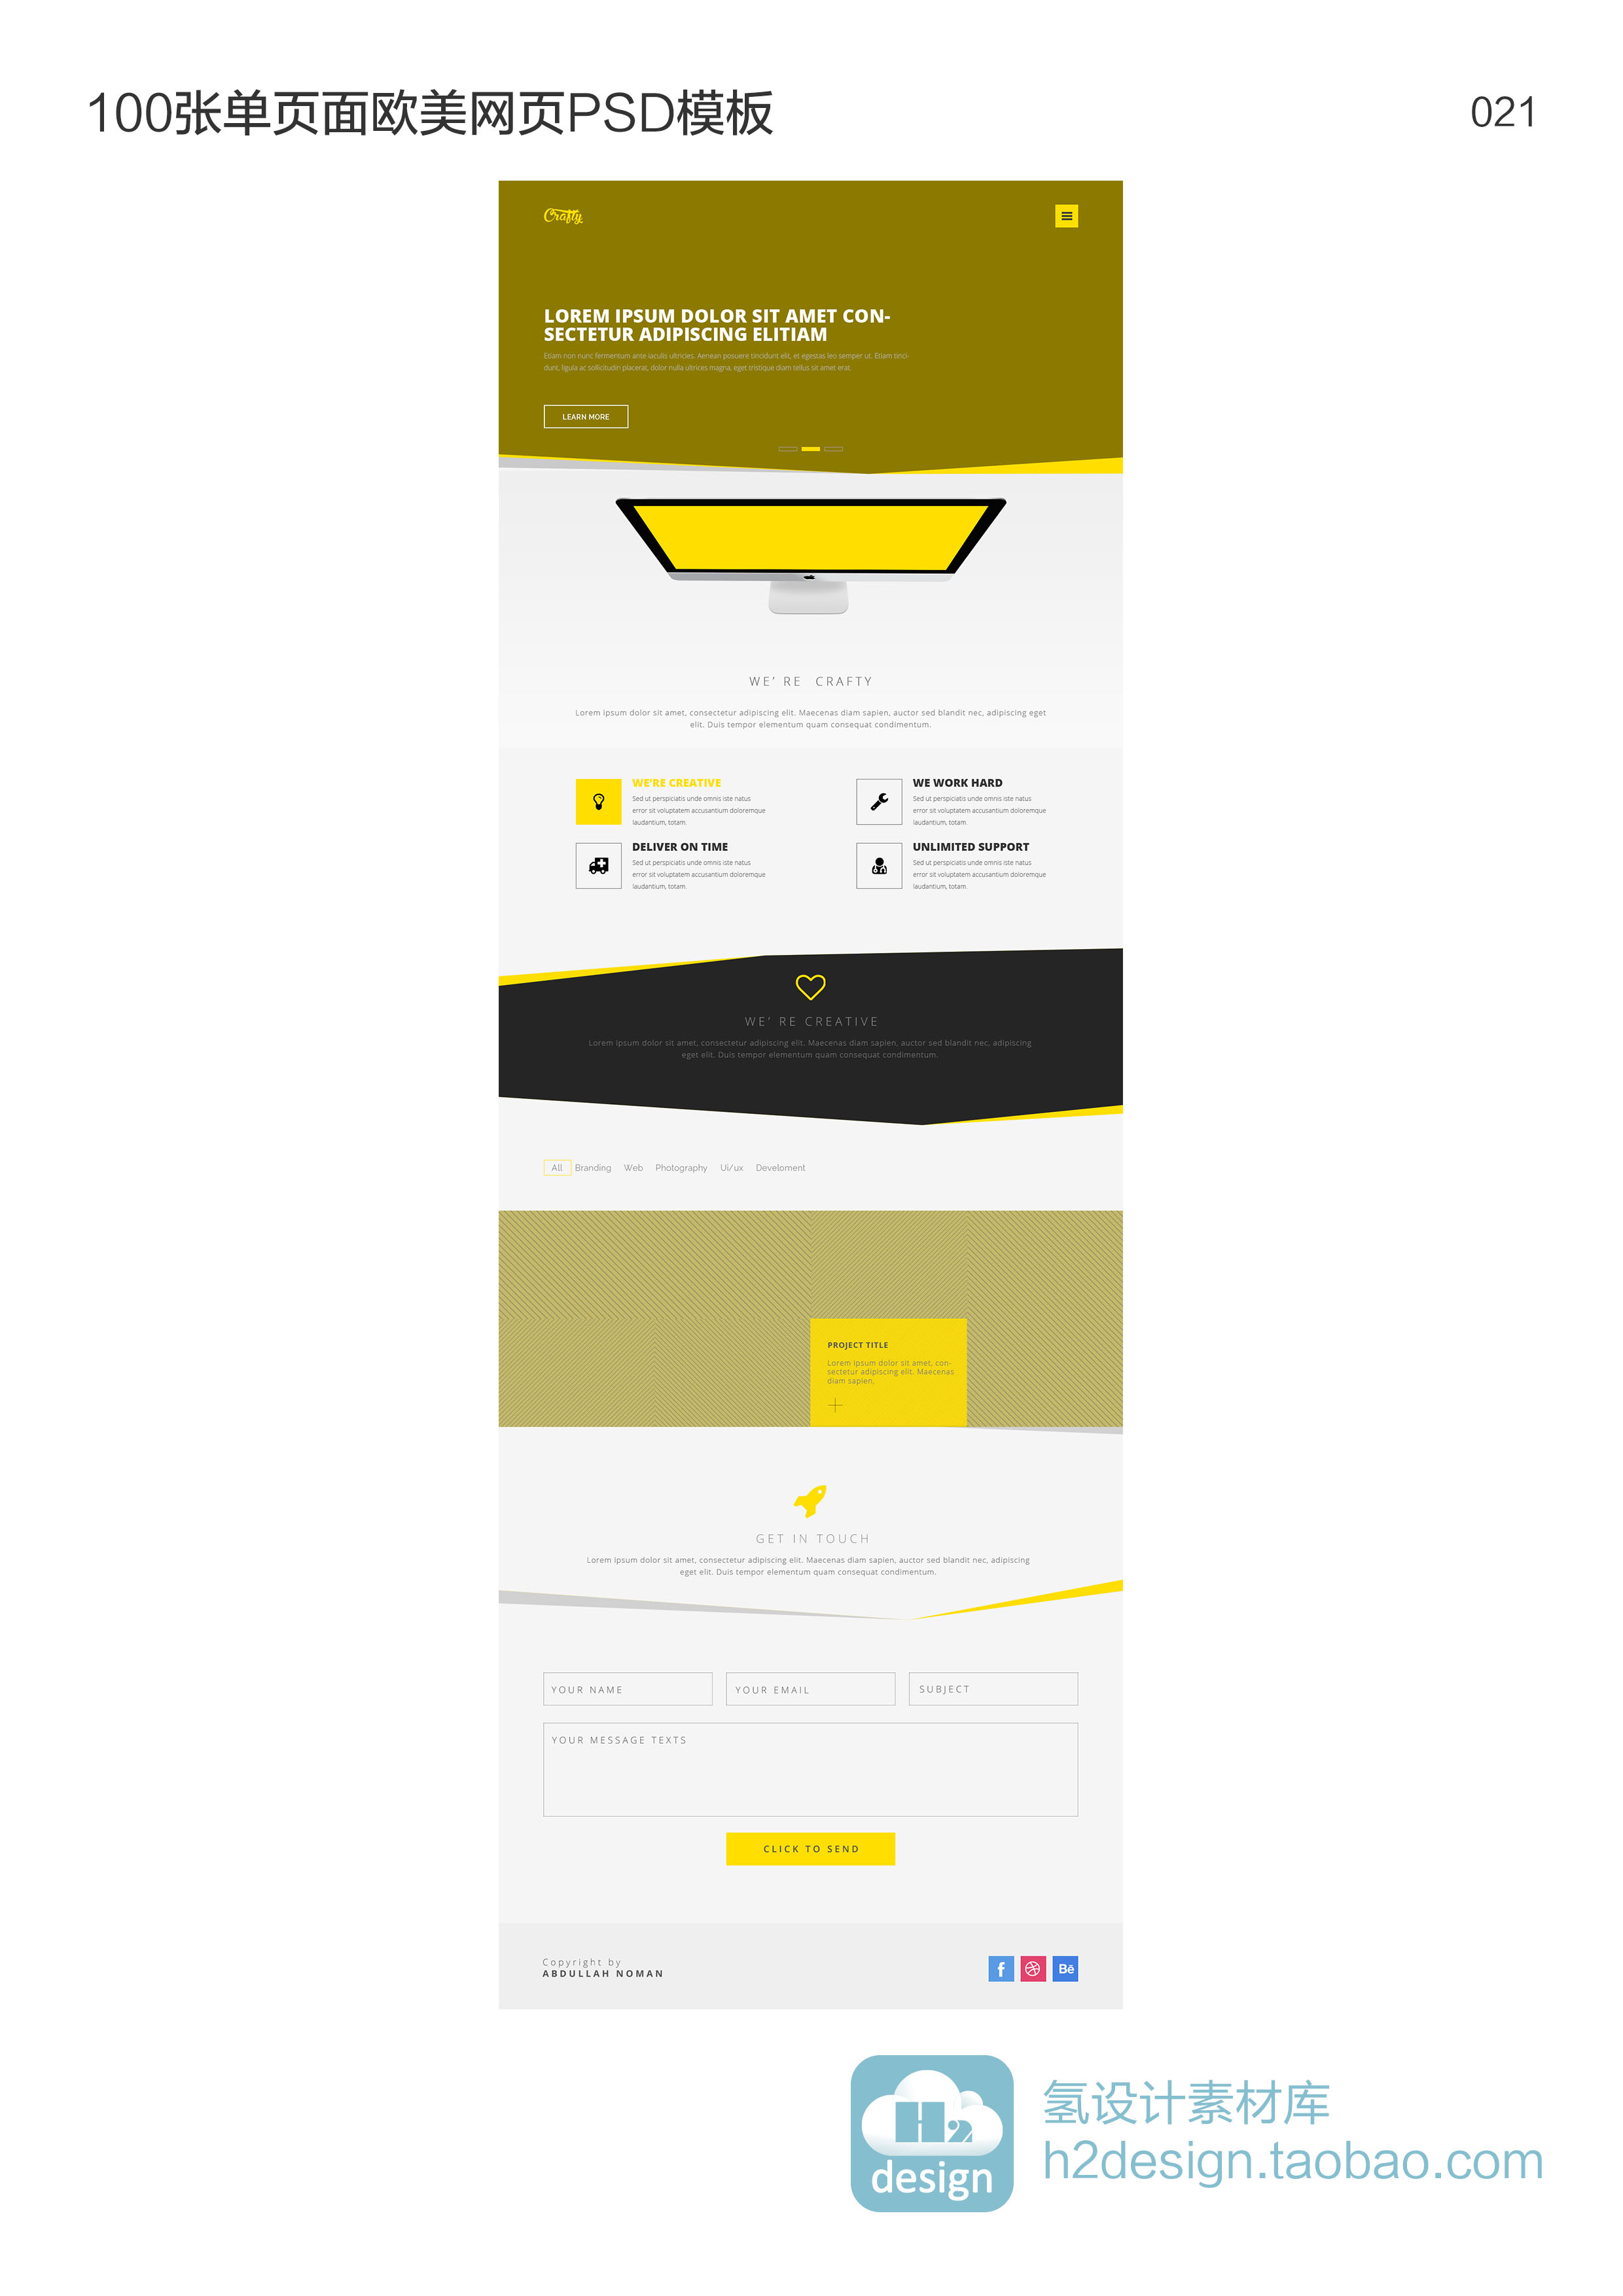 100张单页面欧美网页PSD模板
021
Crafty
LOREM IPSUM DOLOR SIT AMET CON-
SECTETUR ADIPISCING ELITIAM
Etiam non nunc fermentum ante iaculis ultricies. Aenean posuere tincidunt elit, et egestas leo semper ut. Etiam tinci-
dunt, ligula ac sollicitudin placerat, dolor nulla ultrices magna, eget tristique diam tellus sit amet erat.
LEARN MORE
WE' RE CRAFTY
Lorem ipsum dolor sit amet, consectetur adipiscing elit. Maecenas diam sapien, auctor sed blandit nec, adipiscing eget
elit. Duis tempor elementum quam consequat condimentum.
WE'RE CREATIVE
Sed ut perspiciatis unde omnis iste natus
error sit voluptatem accusantium doloremque
laudantium, totam.
WE WORK HARD
Sed ut perspiciatis unde omnis iste natus
error sit voluptatem accusantium doloremque
laudantium, totam.
DELIVER ON TIME
Sed ut perspiciatis unde omnis iste natus
error sit voluptatem accusantium doloremque
laudantium, totam.
UNLIMITED SUPPORT
Sed ut perspiciatis unde omnis iste natus
error sit voluptatem accusantium doloremque
laudantium, totam.
WE' RE CREATIVE
Lorem ipsum dolor sit amet, consectetur adipiscing elit. Maecenas diam sapien, auctor sed blandit nec, adipiscing
eget elit. Duis tempor elementum quam consequat condimentum.
All Branding Web Photography Ui/ux Develoment
PROJECT TITLE
Lorem ipsum dolor sit amet, con-
sectetur adipiscing elit. Maecenas
diam sapien,
GET IN TOUCH
Lorem ipsum dolor sit amet, consectetur adipiscing elit. Maecenas diam sapien, auctor sed blandit nec, adipiscing
eget elit. Duis tempor elementum quam consequat condimentum.
YOUR NAME
YOUR EMAIL
SUBJECT
YOUR MESSAGE TEXTS
CLICK TO SEND
Copyright by
ABDULLAH NOMAN
f
Bē
H2
design
氢设计素材库
h2design.taobao.com